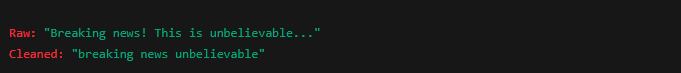 Raw: "Breaking news! This is unbelievable..."
Cleaned: "breaking news unbelievable"